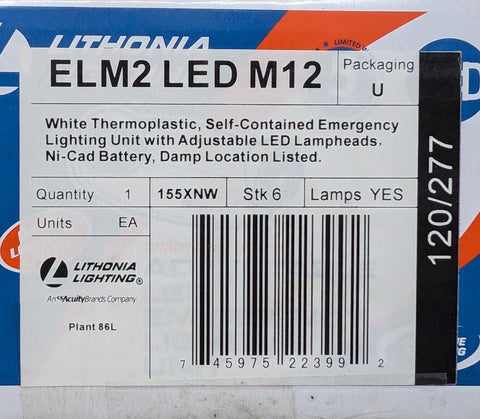 LITHONIA
LIMITED
ELM2 LED M12
Packaging
U
White Thermoplastic, Self-Contained Emergency
Lighting Unit with Adjustable LED Lampheads.
Ni-Cad Battery, Damp Location Listed.
Quantity 1 155XNW Stk 6 Lamps YES
Units EA
120/277
LITHONIA
LIGHTING®
An AcuityBrands Company
Plant 86L
7 45975 22399 2